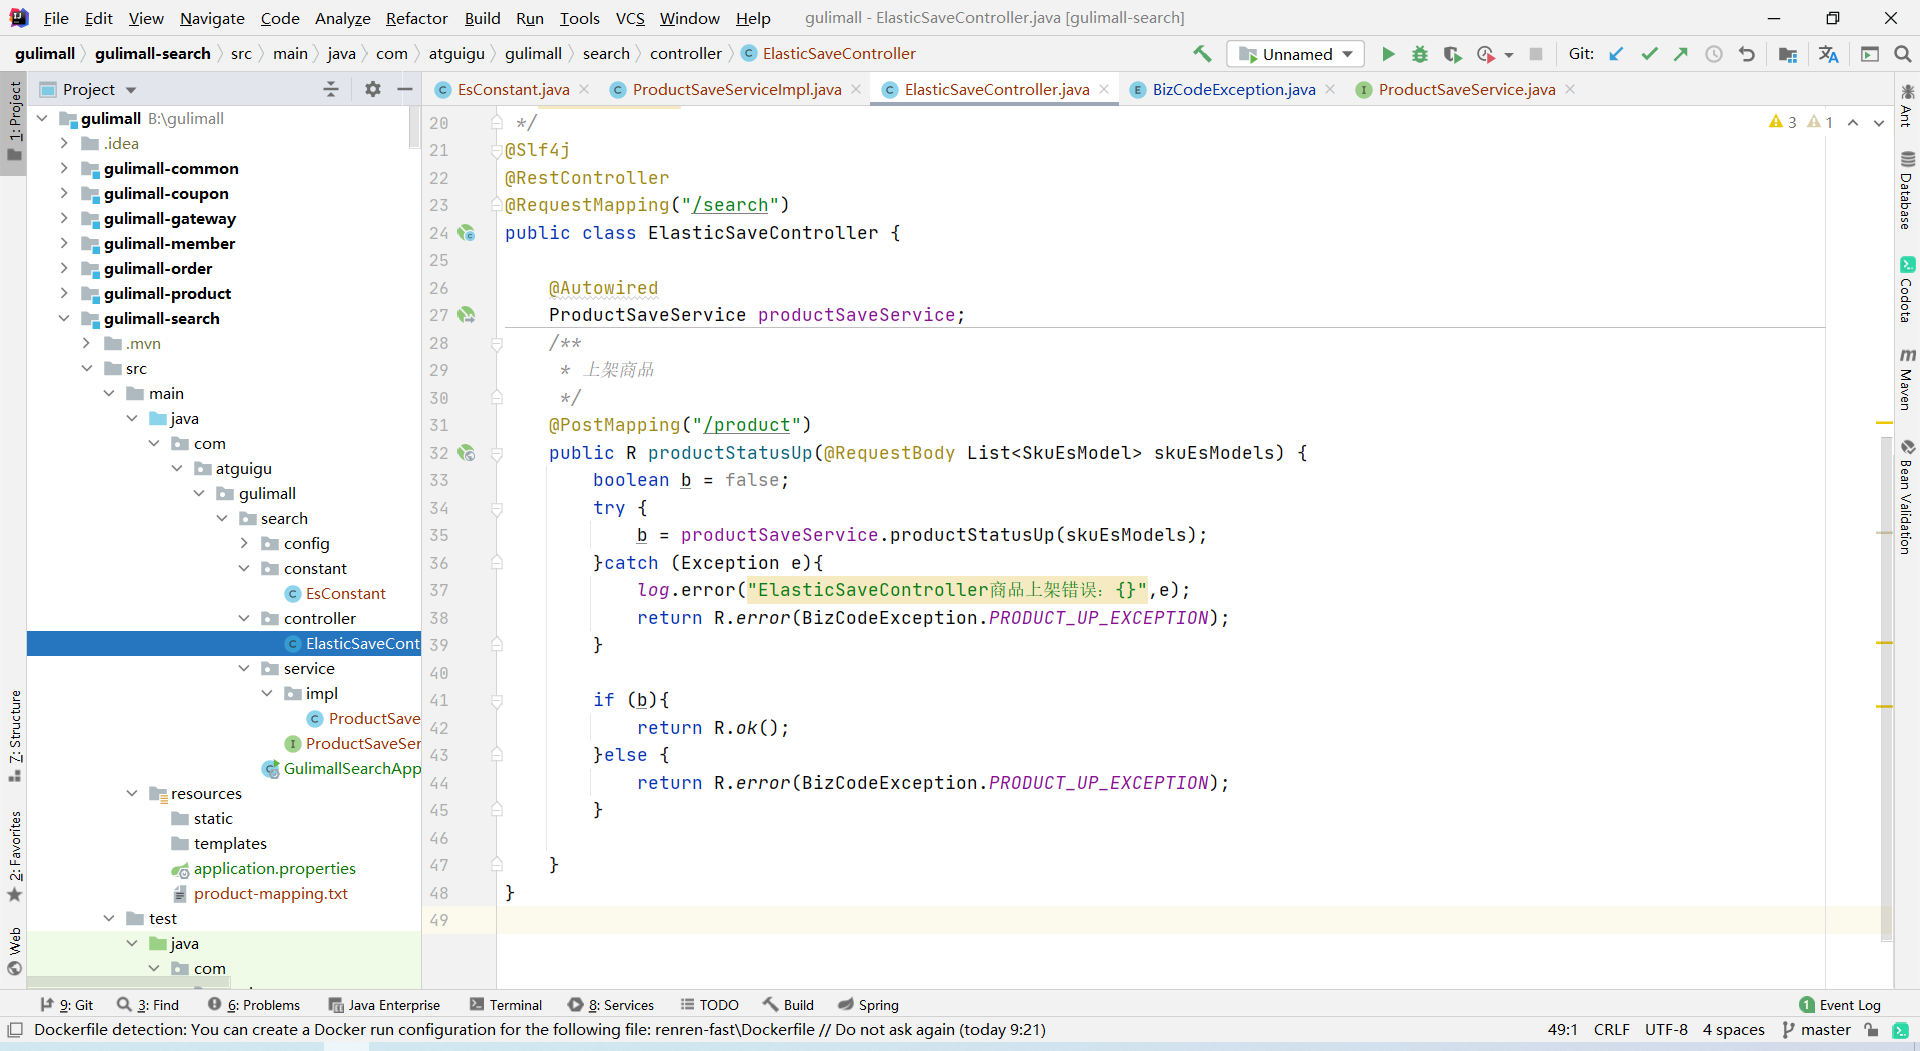 File Edit View Navigate Code Analyze Refactor Build Run Tools VCS Window Help gulimall - ElasticSaveController.java [gulimall-search]
gulimall gulimall-search src main java com atguigu gulimall search controller ElasticSaveController Unnamed Git:
Project EsConstant.java ProductSaveServiceImpl.java ElasticSaveController.java BizCodeException.java ProductSaveService.java
1: Project
7: Structure
2: Favorites
Web
gulimall B:\gulimall
.idea
gulimall-common
gulimall-coupon
gulimall-gateway
gulimall-member
gulimall-order
gulimall-product
gulimall-search
.mvn
src
main
java
com
atguigu
gulimall
search
config
constant
EsConstant
controller
ElasticSaveCont
service
impl
ProductSave
ProductSaveSer
GulimallSearchApp
resources
static
templates
application.properties
product-mapping.txt
test
java
com
3 1
20 */
21 @Slf4j
22 @RestController
23 @RequestMapping("/search")
24 public class ElasticSaveController {
25
26 @Autowired
27 ProductSaveService productSaveService;
28 /**
29 * 上架商品
30 */
31 @PostMapping("/product")
32 public R productStatusUp(@RequestBody List<SkuEsModel> skuEsModels) {
33 boolean b = false;
34 try {
35 b = productSaveService.productStatusUp(skuEsModels);
36 }catch (Exception e){
37 log.error("ElasticSaveController商品上架错误：{}",e);
38 return R.error(BizCodeException.PRODUCT_UP_EXCEPTION);
39 }
40
41 if (b){
42 return R.ok();
43 }else {
44 return R.error(BizCodeException.PRODUCT_UP_EXCEPTION);
45 }
46
47 }
48 }
49
Ant
Database
Codota
Maven
Bean Validation
9: Git 3: Find 6: Problems Java Enterprise Terminal 8: Services TODO Build Spring 1 Event Log
Dockerfile detection: You can create a Docker run configuration for the following file: renren-fast\Dockerfile // Do not ask again (today 9:21) 49:1 CRLF UTF-8 4 spaces master